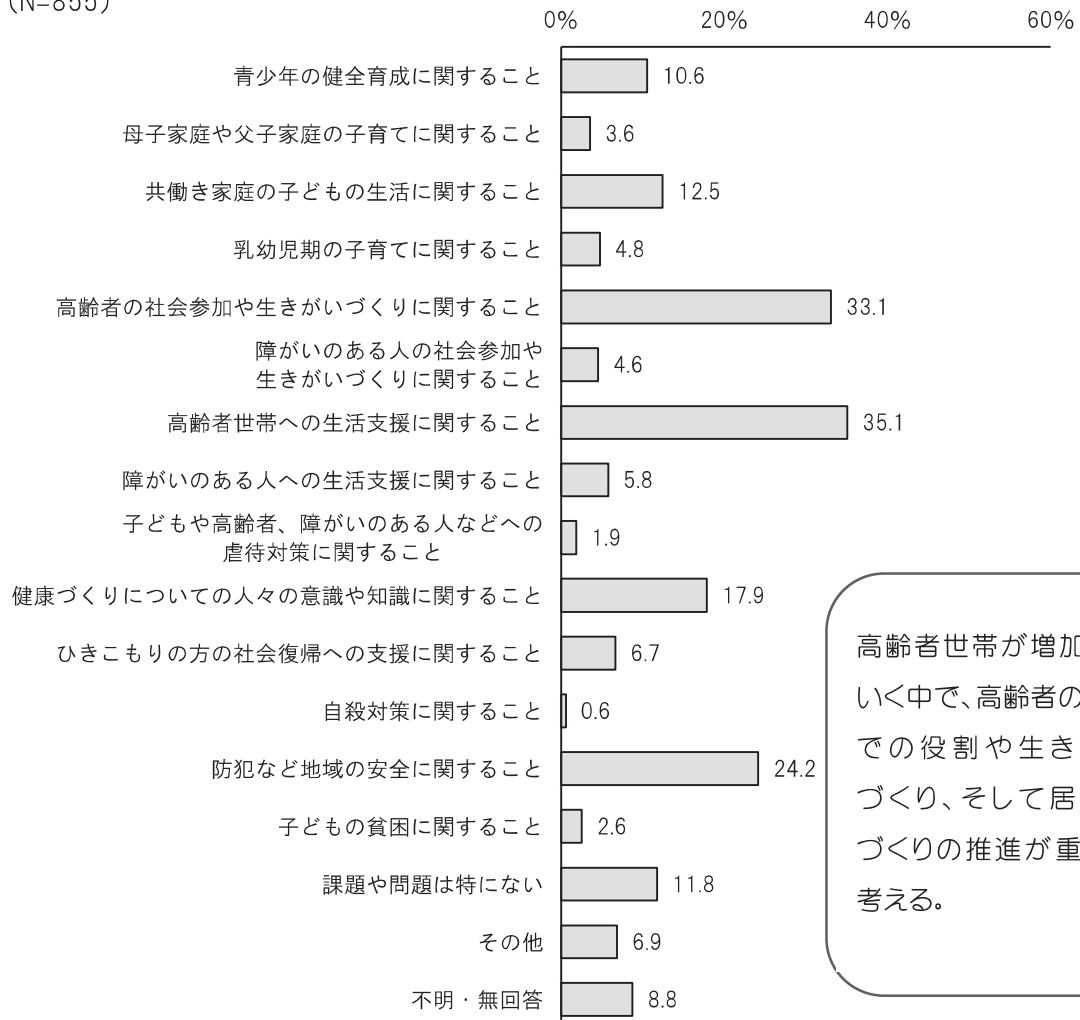 (N=855)
0% 20% 40% 60%
青少年の健全育成に関すること 10.6
母子家庭や父子家庭の子育てに関すること 3.6
共働き家庭の子どもの生活に関すること 12.5
乳幼児期の子育てに関すること 4.8
高齢者の社会参加や生きがいづくりに関すること 33.1
障がいのある人の社会参加や
生きがいづくりに関すること 4.6
高齢者世帯への生活支援に関すること 35.1
障がいのある人への生活支援に関すること 5.8
子どもや高齢者、障がいのある人などへの
虐待対策に関すること 1.9
健康づくりについての人々の意識や知識に関すること 17.9
ひきこもりの方の社会復帰への支援に関すること 6.7
自殺対策に関すること 0.6
防犯など地域の安全に関すること 24.2
子どもの貧困に関すること 2.6
課題や問題は特にない 11.8
その他 6.9
不明・無回答 8.8
高齢者世帯が増加
いく中で、高齢者の
での役割や生き
づくり、そして居
づくりの推進が重
考える。